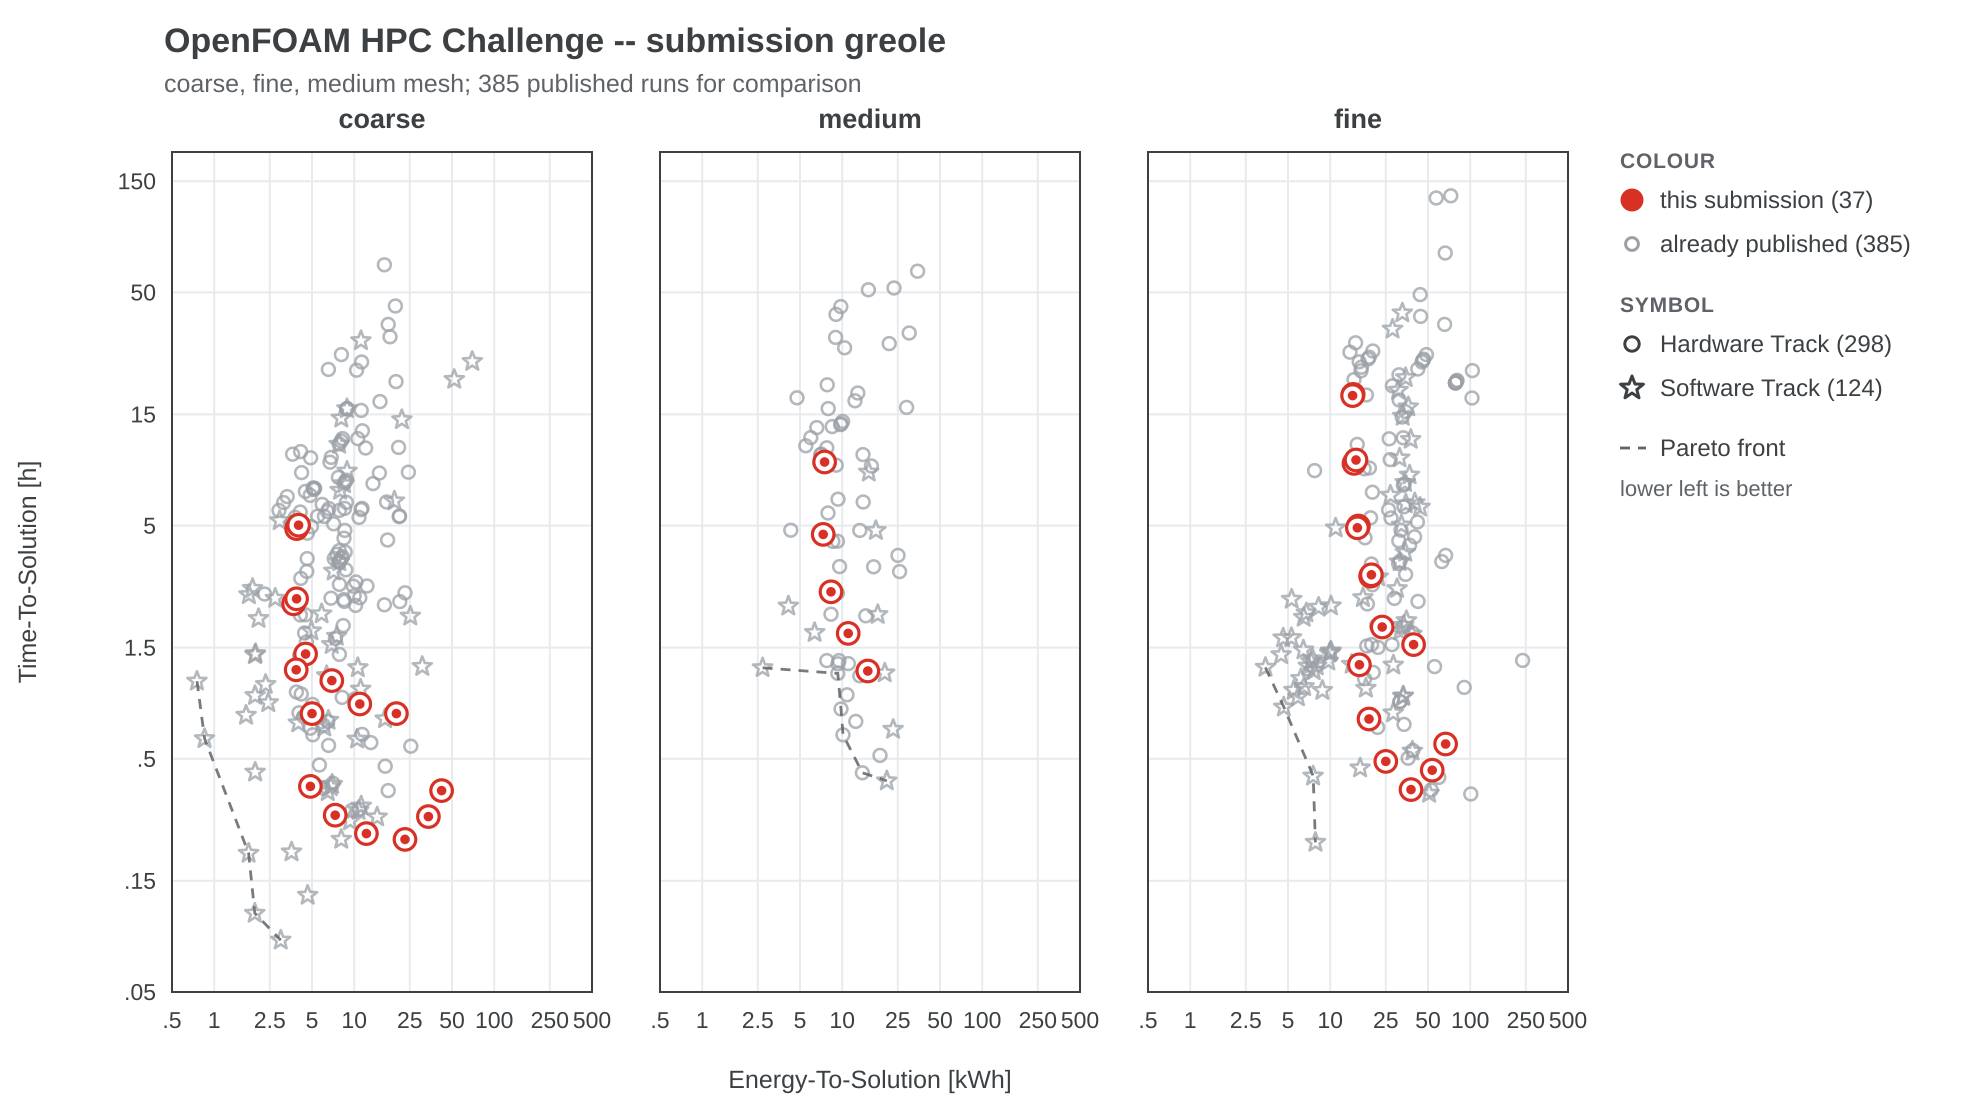 OpenFOAM HPC Challenge -- submission greole
coarse, fine, medium mesh; 385 published runs for comparison
coarse
medium
fine
150
50
15
5
1.5
.5
.15
.05
Time-To-Solution [h]
.5 1 2.5 5 10 25 50 100 250 500
.5 1 2.5 5 10 25 50 100 250 500
.5 1 2.5 5 10 25 50 100 250 500
Energy-To-Solution [kWh]
COLOUR
this submission (37)
already published (385)
SYMBOL
Hardware Track (298)
Software Track (124)
Pareto front
lower left is better